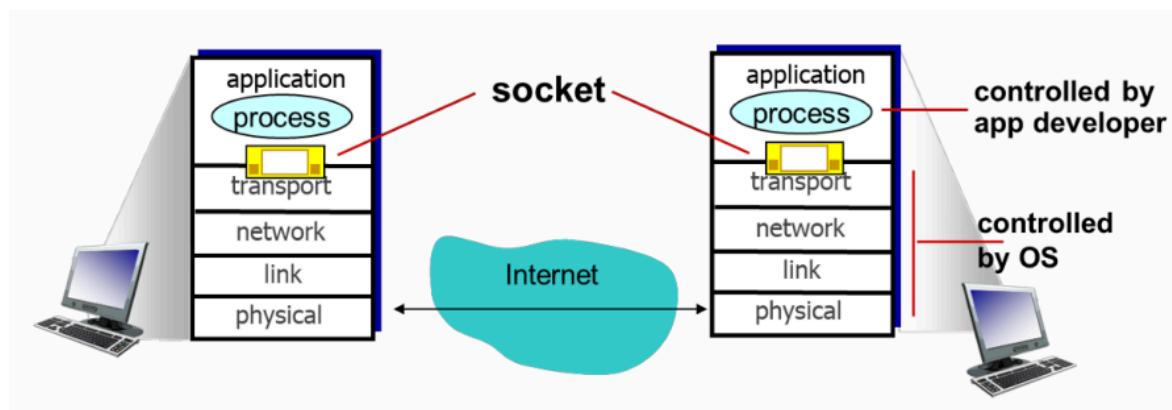 application
process
transport
network
link
physical
socket
Internet
application
process
transport
network
link
physical
controlled by
app developer
controlled
by OS